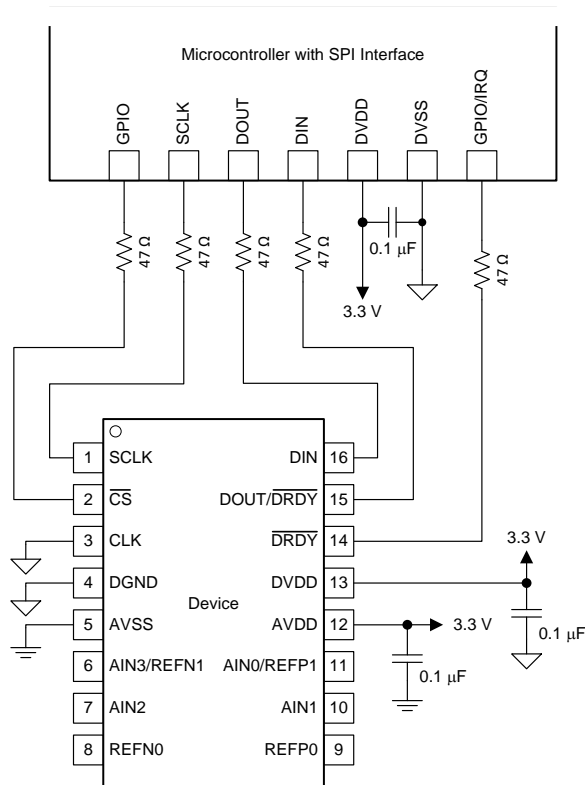 Microcontroller with SPI Interface
GPIO
SCLK
DOUT
DIN
DVDD
DVSS
GPIO/IRQ
47 Ω
47 Ω
47 Ω
47 Ω
0.1 μF
47 Ω
3.3 V
1 SCLK DIN 16
2 CS DOUT/DRDY 15
3 CLK DRDY 14
3.3 V
4 DGND DVDD 13
Device
5 AVSS AVDD 12
3.3 V
0.1 μF
6 AIN3/REFN1 AIN0/REFP1 11
0.1 μF
7 AIN2 AIN1 10
8 REFN0 REFP0 9